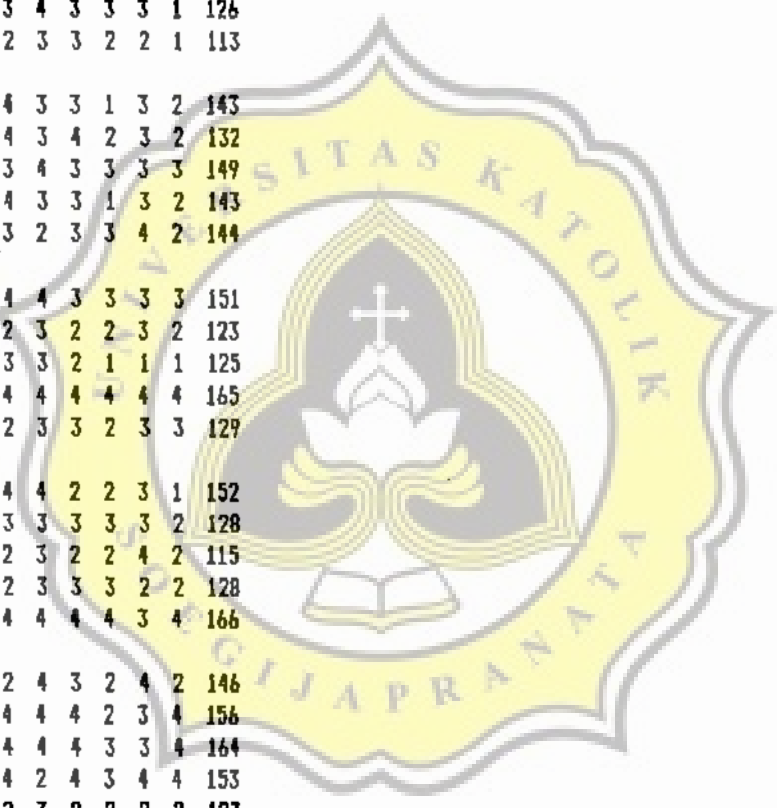 3 4 3 3 3 1 126
2 3 3 2 2 1 113
4 3 3 1 3 2 143
4 3 4 2 3 2 132
3 4 3 3 3 3 149
4 3 3 1 3 2 143
3 2 3 3 4 2 144
4 4 3 3 3 3 151
2 3 2 2 3 2 123
3 3 2 1 1 1 125
4 4 4 4 4 4 165
2 3 3 2 3 3 129
4 4 2 2 3 1 152
3 3 3 3 3 2 128
2 3 2 2 4 2 115
2 3 3 3 2 2 128
4 4 4 4 3 4 166
2 4 3 2 4 2 146
4 4 4 2 3 4 156
4 4 4 3 3 4 164
4 2 4 3 4 4 153
UNIVERSITAS KATOLIK
SOEGIJAPRANATA